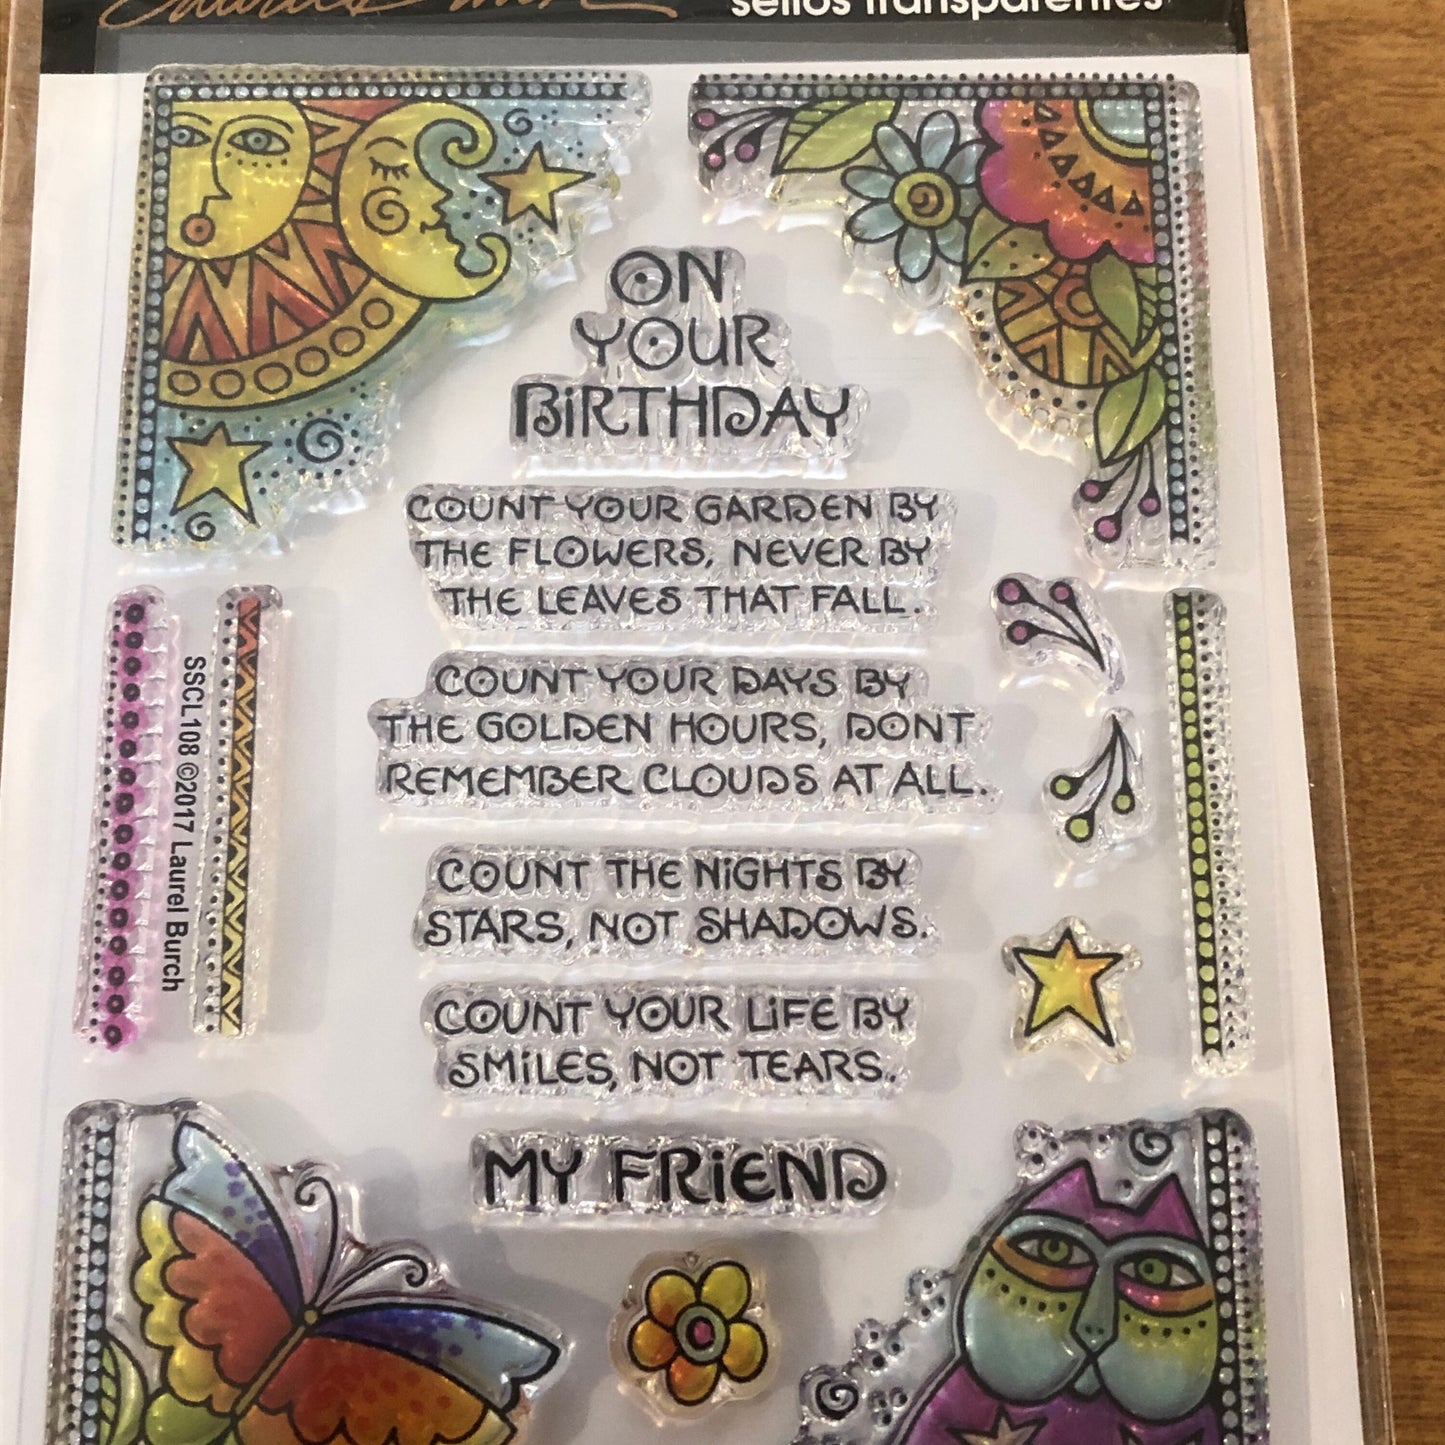 sellos transparentes
ON
YOUR
BiRTHDAY
COUNT YOUR GARDEN BY
THE FLOWERS, NEVER BY
THE LEAVES THAT FALL.
COUNT YOUR DAYS BY
THE GOLDEN HOURS, DONT
REMEMBER CLOUDS AT ALL.
COUNT THE NiGHTS BY
STARS, NOT SHADOWS.
COUNT YOUR LiFE BY
SMiLES, NOT TEARS.
MY FRiEND
SSCL108 ©2017 Laurel Burch